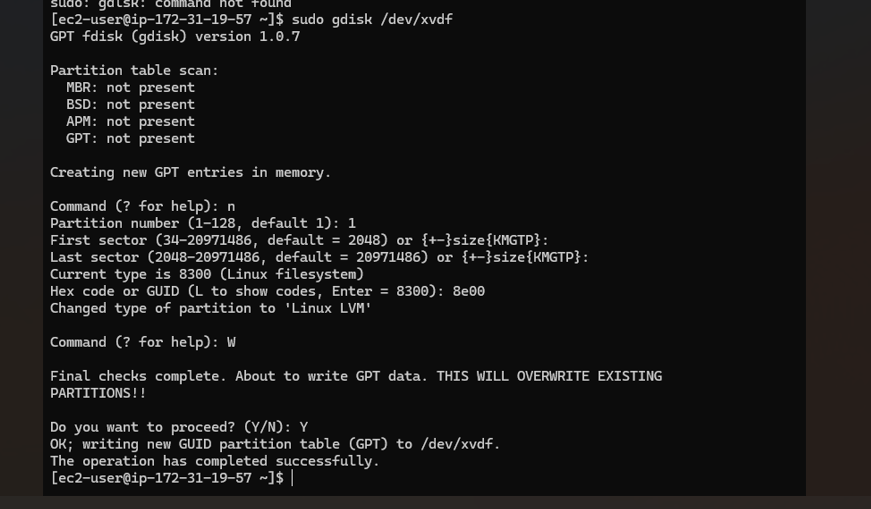 sudo: gdisk: command not found
[ec2-user@ip-172-31-19-57 ~]$ sudo gdisk /dev/xvdf
GPT fdisk (gdisk) version 1.0.7
Partition table scan:
  MBR: not present
  BSD: not present
  APM: not present
  GPT: not present
Creating new GPT entries in memory.
Command (? for help): n
Partition number (1-128, default 1): 1
First sector (34-20971486, default = 2048) or {+-}size{KMGTP}:
Last sector (2048-20971486, default = 20971486) or {+-}size{KMGTP}:
Current type is 8300 (Linux filesystem)
Hex code or GUID (L to show codes, Enter = 8300): 8e00
Changed type of partition to 'Linux LVM'
Command (? for help): W
Final checks complete. About to write GPT data. THIS WILL OVERWRITE EXISTING
PARTITIONS!!
Do you want to proceed? (Y/N): Y
OK; writing new GUID partition table (GPT) to /dev/xvdf.
The operation has completed successfully.
[ec2-user@ip-172-31-19-57 ~]$